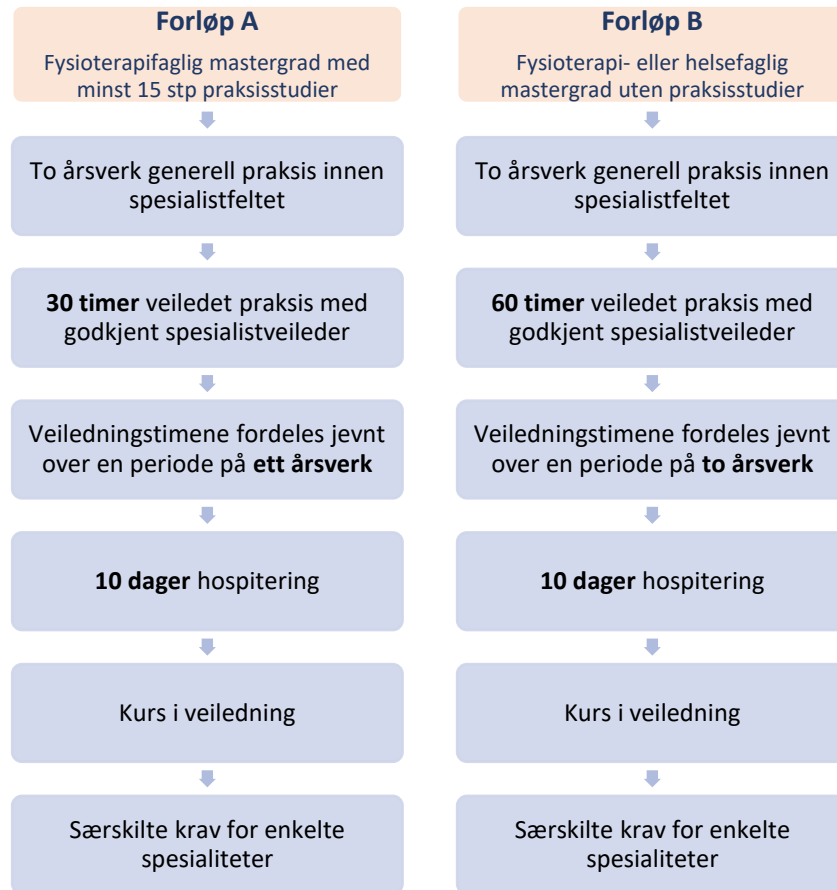 Forløp A
Fysioterapifaglig mastergrad med
minst 15 stp praksisstudier
To årsverk generell praksis innen
spesialistfeltet
30 timer veiledet praksis med
godkjent spesialistveileder
Veiledningstimene fordeles jevnt
over en periode på ett årsverk
10 dager hospitering
Kurs i veiledning
Særskilte krav for enkelte
spesialiteter
Forløp B
Fysioterapi- eller helsefaglig
mastergrad uten praksisstudier
To årsverk generell praksis innen
spesialistfeltet
60 timer veiledet praksis med
godkjent spesialistveileder
Veiledningstimene fordeles jevnt
over en periode på to årsverk
10 dager hospitering
Kurs i veiledning
Særskilte krav for enkelte
spesialiteter